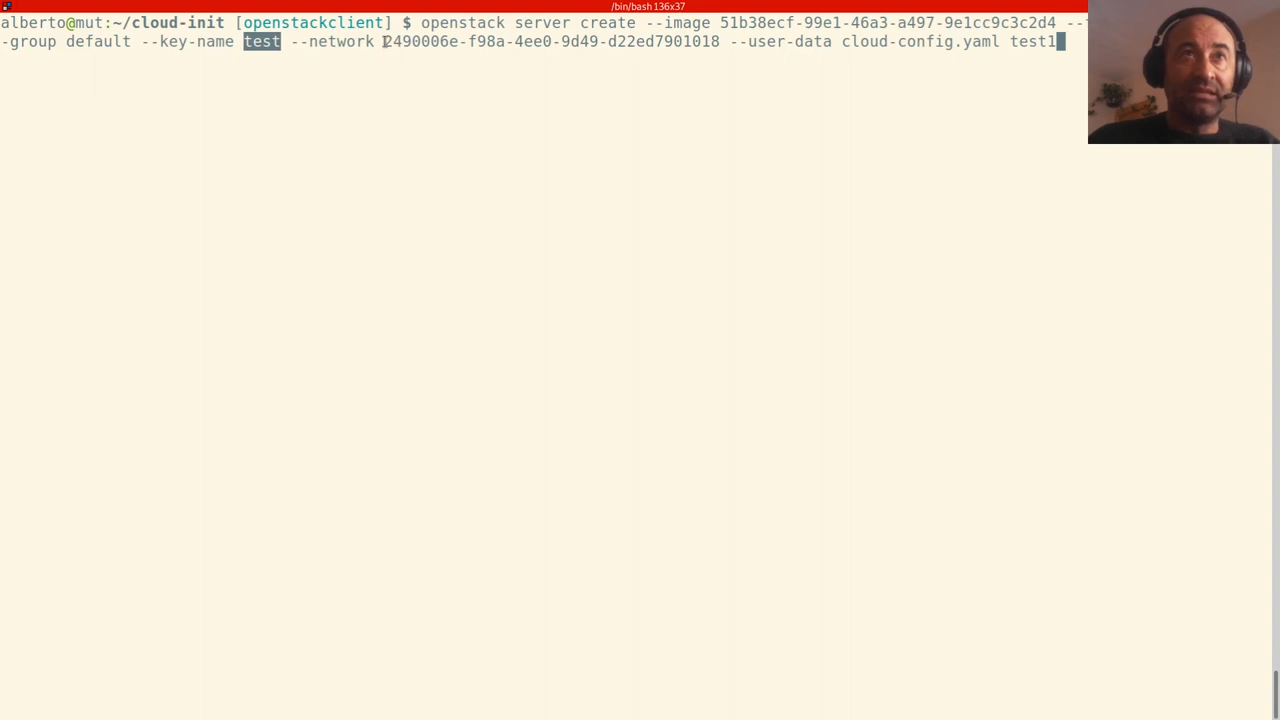 /bin/bash 136x37
alberto@mut:~/cloud-init [openstackclient] $ openstack server create --image 51b38ecf-99e1-46a3-a497-9e1cc9c3c2d4 --
-group default --key-name test --network 2490006e-f98a-4ee0-9d49-d22ed7901018 --user-data cloud-config.yaml test1